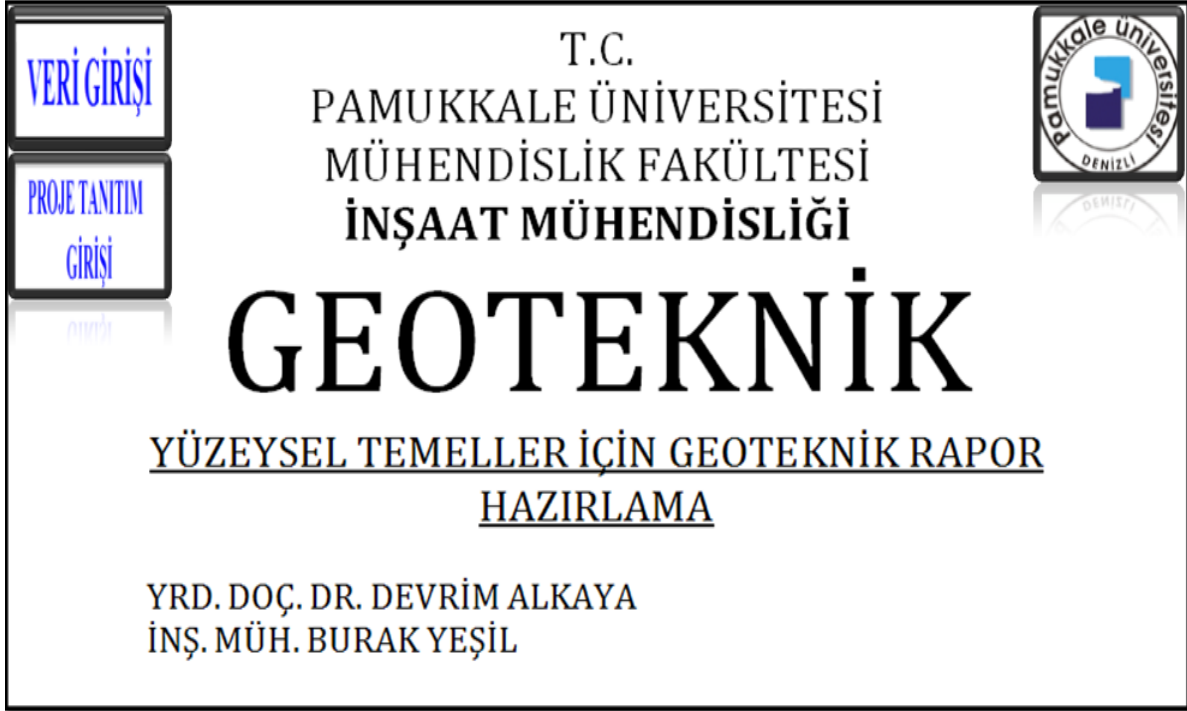 VERİ GİRİŞİ
PROJE TANITIM
GİRİŞİ
T.C.
PAMUKKALE ÜNİVERSİTESİ
MÜHENDİSLİK FAKÜLTESİ
İNŞAAT MÜHENDİSLİĞİ
pamukkale üniversitesi
DENİZLİ
GEOTEKNİK
YÜZEYSEL TEMELLER İÇİN GEOTEKNİK RAPOR
HAZIRLAMA
YRD. DOÇ. DR. DEVRİM ALKAYA
İNŞ. MÜH. BURAK YEŞİL